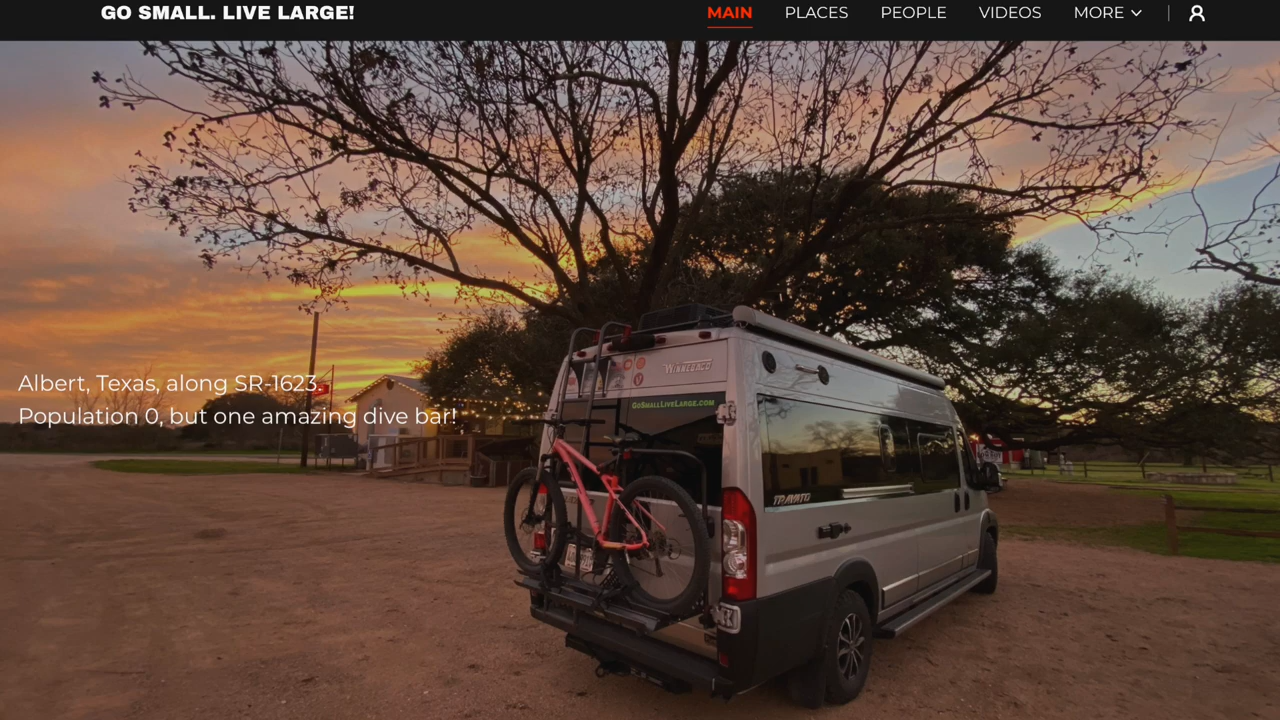 GO SMALL. LIVE LARGE!
MAIN
PLACES
PEOPLE
VIDEOS
MORE
Albert, Texas, along SR-1623.
Population 0, but one amazing dive bar!
WINNEBAGO
GOSMALLLIVELARGE.COM
TRAVATO